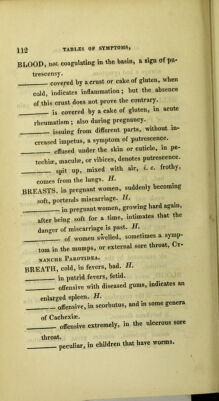 112 TABLES OF SYMPTOMS,
BLOOD, not coagulating in the basin, a sign of pu-
trescensy.
——— covered by a crust or cake of gluten, when
cold, indicates inflammation; but the absence
of this crust does not prove the contrary.
——— is covered by a cake of gluten, in acute
rheumatism; also during pregnancy.
——— issuing from different parts, without in-
creased impetus, a symptom of putrescence.
——— effused under the skin or cuticle, in pe-
techiæ, maculæ, or vibices, denotes putrescence.
——— spit up, mixed with air, i. e. frothy,
comes from the lungs. H.
BREASTS, in pregnant women, suddenly becoming
soft, portends miscarriage. H.
——— in pregnant women, growing hard again,
after being soft for a time, intimates that the
danger of miscarriage is past. H.
——— of women swelled, sometimes a symp-
tom in the mumps, or external sore throat, CY-
NANCHE PAROTIDEA.
BREATH, cold, in fevers, bad. H.
——— in putrid fevers, fetid.
——— offensive with diseased gums, indicates an
enlarged spleen. H.
——— offensive, in scorbutus, and in some genera
of Cachexiæ.
——— offensive extremely, in the ulcerous sore
throat.
——— peculiar, in children that have worms.